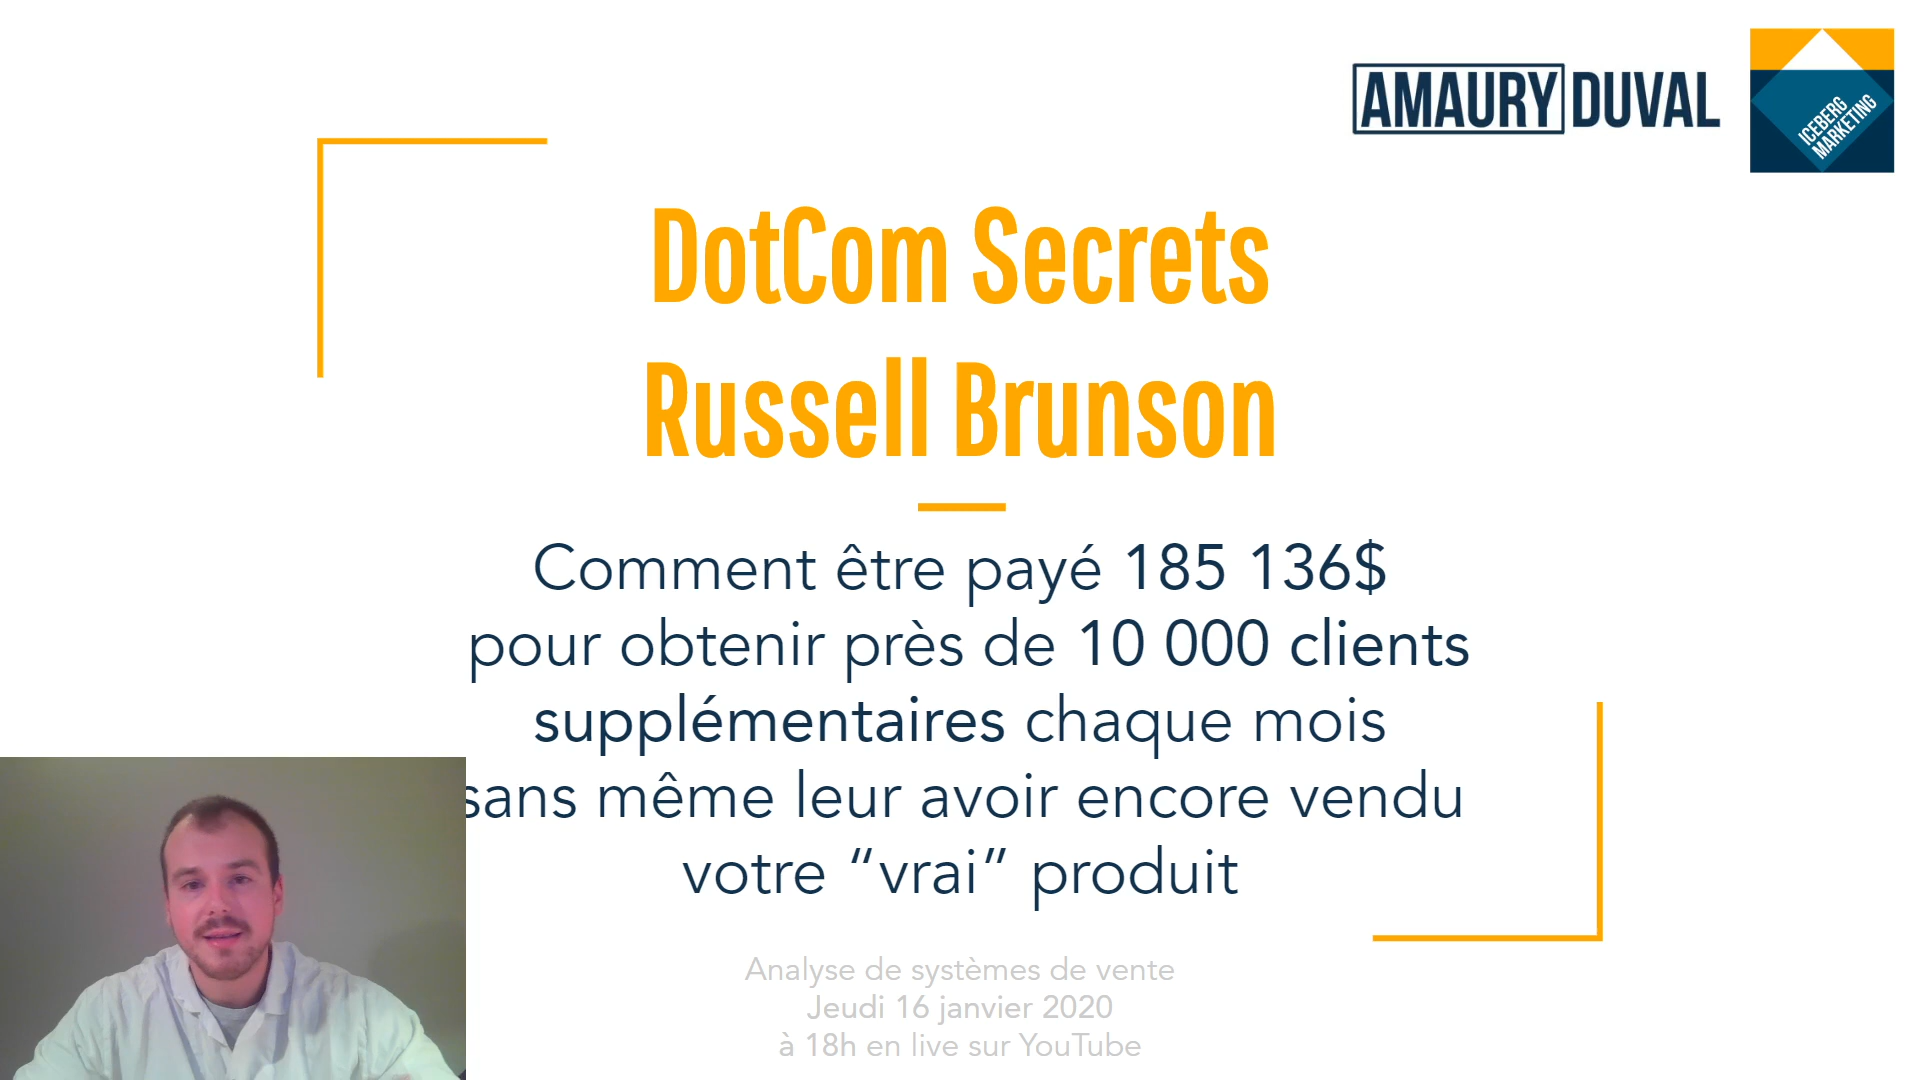 AMAURY DUVAL
ICEBERG
MARKETING
DotCom Secrets
Russell Brunson
Comment être payé 185 136$
pour obtenir près de 10 000 clients
supplémentaires chaque mois
sans même leur avoir encore vendu
votre “vrai” produit
Analyse de systèmes de vente
Jeudi 16 janvier 2020
à 18h en live sur YouTube